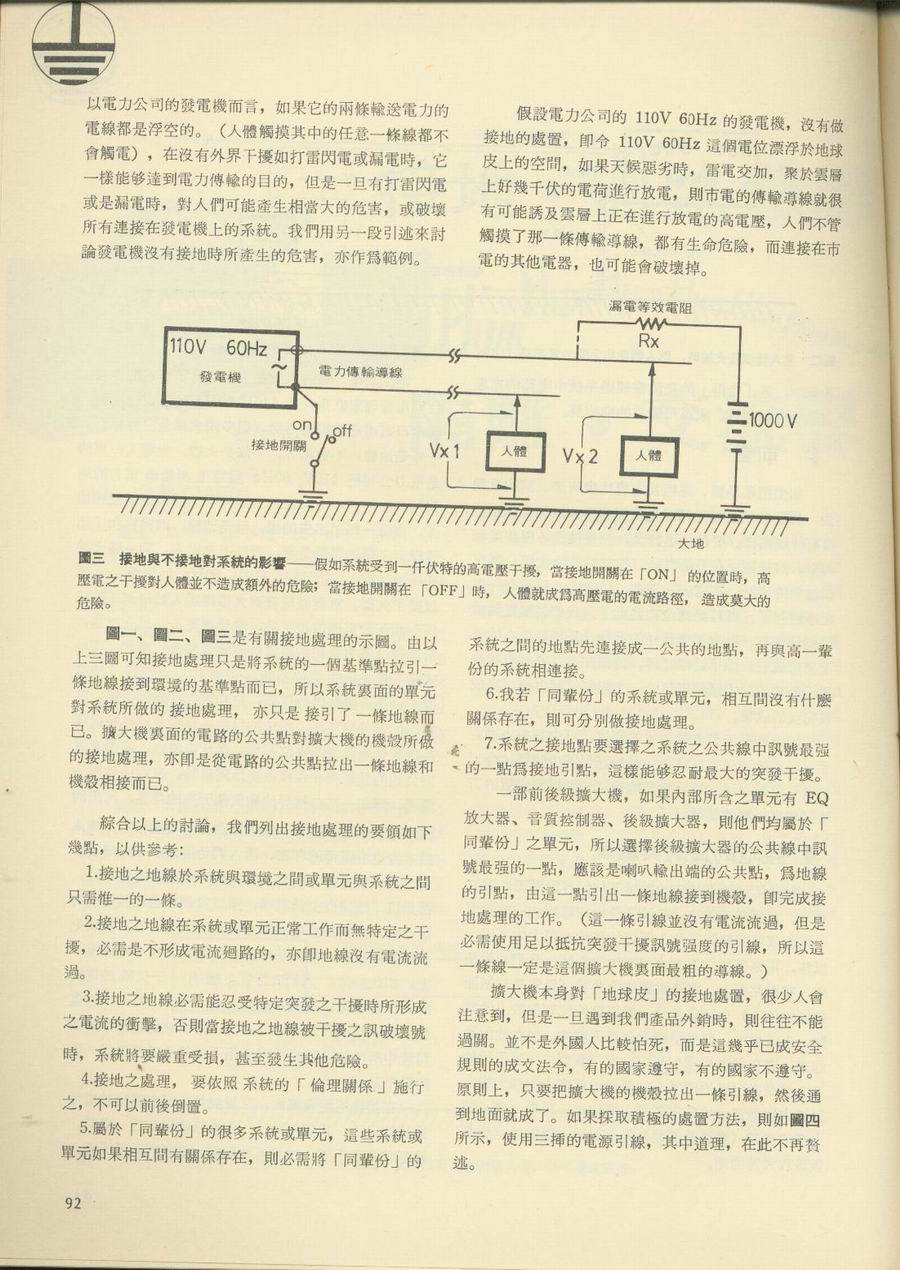 以電力公司的發電機而言，如果它的兩條輸送電力的
電線都是浮空的。（人體觸摸其中的任意一條線都不
會觸電），在沒有外界干擾如打雷閃電或漏電時，它
一樣能够達到電力傳輸的目的，但是一旦有打雷閃電
或是漏電時，對人們可能產生相當大的危害，或破壞
所有連接在發電機上的系統。我們用另一段引述來討
論發電機沒有接地時所產生的危害，亦作爲範例。
假設電力公司的 110V 60Hz 的發電機，沒有做
接地的處置，卽令 110V 60Hz 這個電位漂浮於地球
皮上的空間，如果天候惡劣時，雷電交加，聚於雲層
上好幾千伏的電荷進行放電，則市電的傳輸導線就很
有可能誘及雲層上正在進行放電的高電壓，人們不管
觸摸了那一條傳輸導線，都有生命危險，而連接在市
電的其他電器，也可能會破壞掉。
漏電等效電阻
Rx
110V 60Hz
發電機
電力傳輸導線
on
off
接地開關
Vx1
人體
Vx2
人體
1000V
大地
圖三 接地與不接地對系統的影響——假如系統受到一仟伏特的高電壓干擾，當接地開關在「ON」的位置時，高
壓電之干擾對人體並不造成額外的危險；當接地開關在「OFF」時，人體就成爲高壓電的電流路徑，造成莫大的
危險。
圖一、圖二、圖三是有關接地處理的示圖。由以
上三圖可知接地處理只是將系統的一個基準點拉引一
條地線接到環境的基準點而已，所以系統裏面的單元
對系統所做的接地處理，亦只是接引了一條地線而
已。擴大機裏面的電路的公共點對擴大機的機殼所做
的接地處理，亦卽是從電路的公共點拉出一條地線和
機殼相接而已。
綜合以上的討論，我們列出接地處理的要領如下
幾點，以供參考：
1.接地之地線於系統與環境之間或單元與系統之間
只需惟一的一條。
2.接地之地線在系統或單元正常工作而無特定之干
擾，必需是不形成電流廻路的，亦卽地線沒有電流流
過。
3.接地之地線必需能忍受特定突發之干擾時所形成
之電流的衝擊，否則當接地之地線被干擾之訊破壞號
時，系統將要嚴重受損，甚至發生其他危險。
4.接地之處理，要依照系統的「倫理關係」施行
之，不可以前後倒置。
5.屬於「同輩份」的很多系統或單元，這些系統或
單元如果相互間有關係存在，則必需將「同輩份」的
系統之間的地點先連接成一公共的地點，再與高一輩
份的系統相連接。
6.我若「同輩份」的系統或單元，相互間沒有什麽
關係存在，則可分別做接地處理。
7.系統之接地點要選擇之系統之公共線中訊號最强
的一點爲接地引點，這樣能够忍耐最大的突發干擾。
一部前後級擴大機，如果內部所含之單元有 EQ
放大器、音質控制器、後級擴大器，則他們均屬於「
同輩份」之單元，所以選擇後級擴大器的公共線中訊
號最强的一點，應該是喇叭輸出端的公共點，爲地線
的引點，由這一點引出一條地線接到機殼，卽完成接
地處理的工作。（這一條引線並沒有電流流過，但是
必需使用足以抵抗突發干擾訊號强度的引線，所以這
一條線一定是這個擴大機裏面最粗的導線。）
擴大機本身對「地球皮」的接地處置，很少人會
注意到，但是一旦遇到我們產品外銷時，則往往不能
過關。並不是外國人比較怕死，而是這幾乎已成安全
規則的成文法令，有的國家遵守，有的國家不遵守。
原則上，只要把擴大機的機殼拉出一條引線，然後通
到地面就成了。如果採取積極的處置方法，則如圖四
所示，使用三揷的電源引線，其中道理，在此不再贅
述。
92